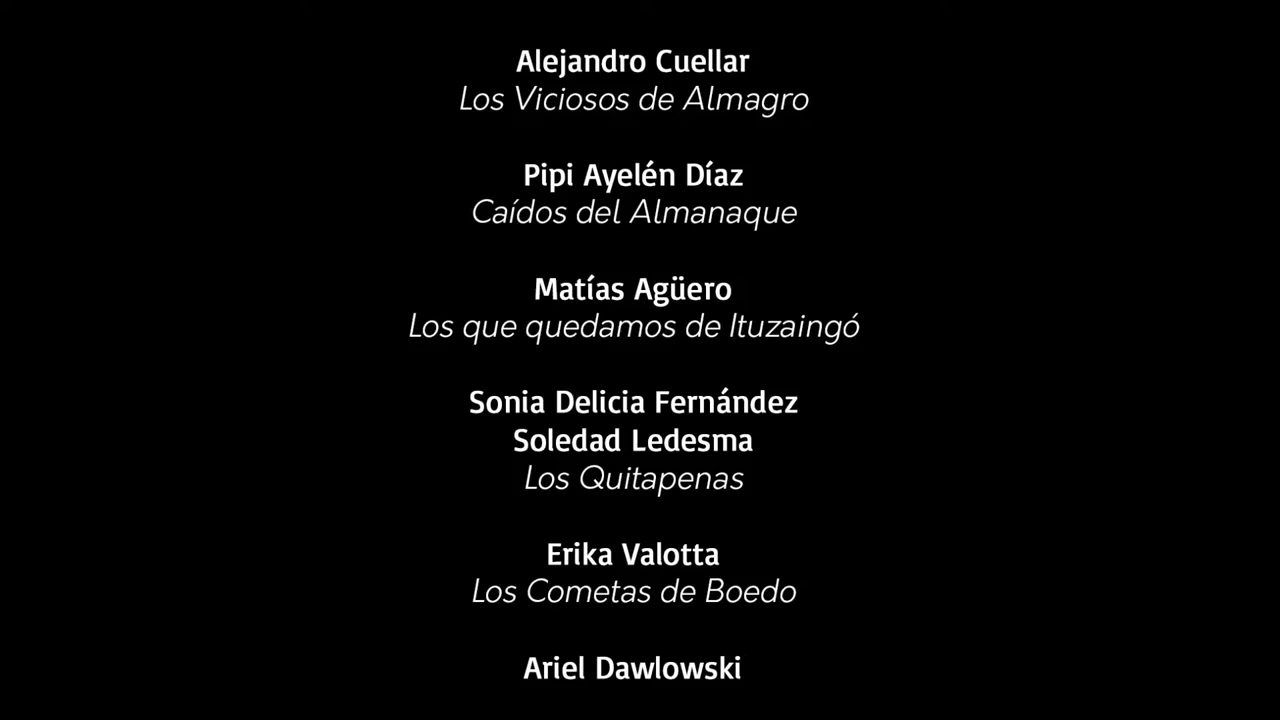 Alejandro Cuellar
Los Viciosos de Almagro
Pipi Ayelén Díaz
Caídos del Almanaque
Matías Agüero
Los que quedamos de Ituzaingó
Sonia Delicia Fernández
Soledad Ledesma
Los Quitapenas
Erika Valotta
Los Cometas de Boedo
Ariel Dawlowski